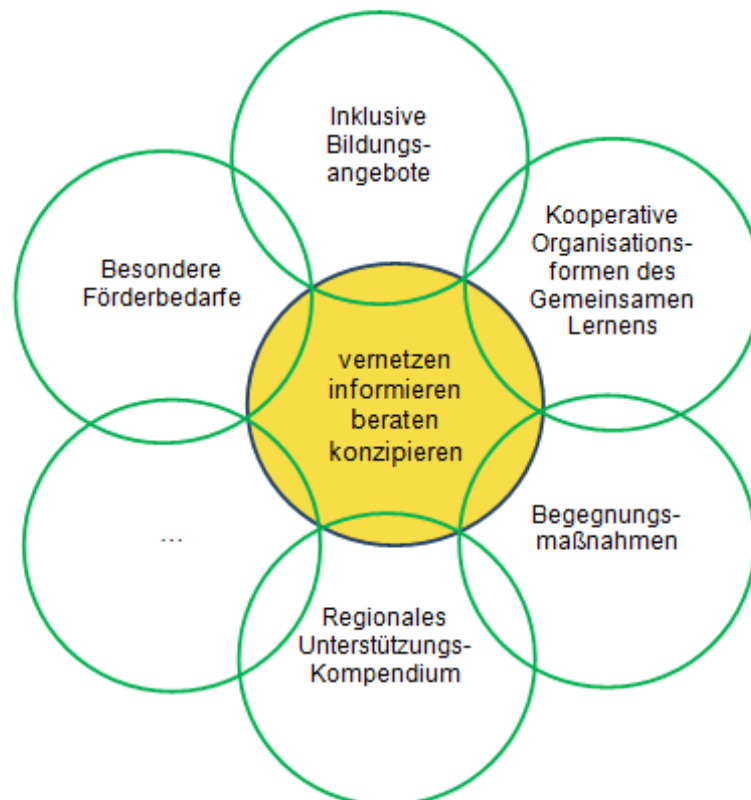 Inklusive
Bildungs-
angebote
Kooperative
Organisations-
formen des
Gemeinsamen
Lernens
Besondere
Förderbedarfe
vernetzen
informieren
beraten
konzipieren
Begegnungs-
maßnahmen
...
Regionales
Unterstützungs-
Kompendium